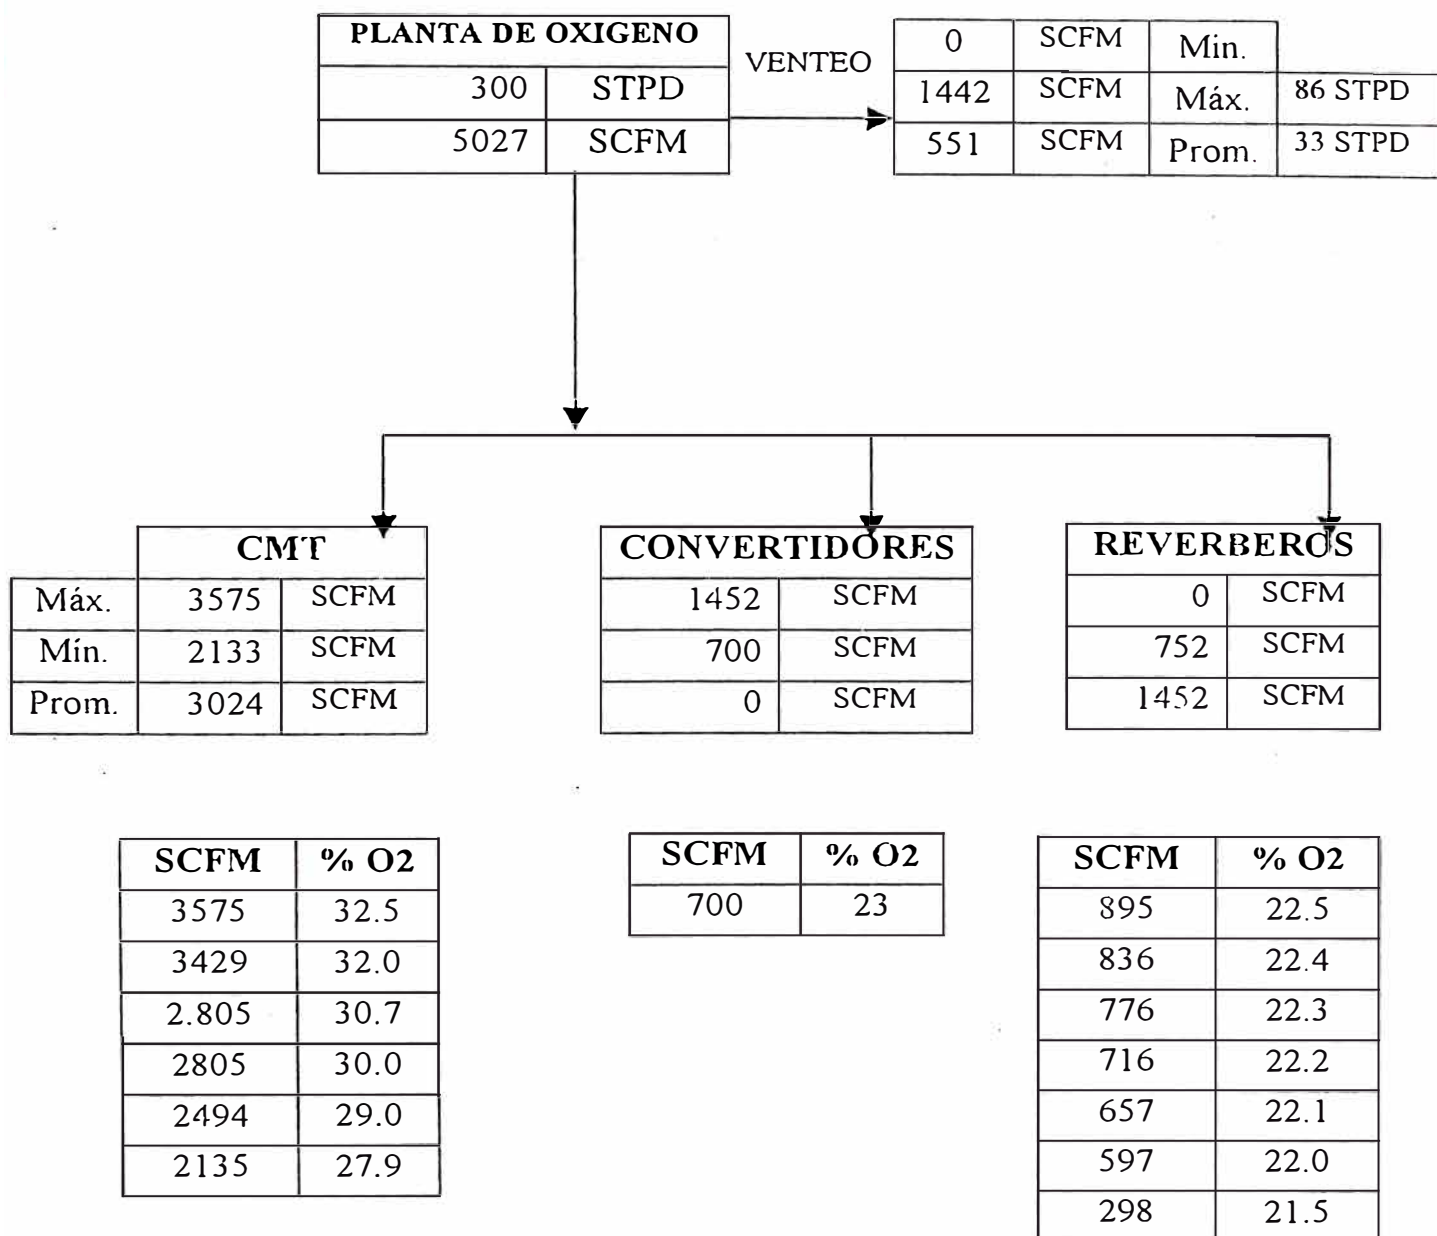 PLANTA DE OXIGENO
300 STPD
5027 SCFM
VENTEO
0 SCFM Min.
1442 SCFM Máx. 86 STPD
551 SCFM Prom. 33 STPD
CMT
Máx. 3575 SCFM
Mín. 2133 SCFM
Prom. 3024 SCFM
CONVERTIDORES
1452 SCFM
700 SCFM
0 SCFM
REVERBEROS
0 SCFM
752 SCFM
1452 SCFM
SCFM % O2
3575 32.5
3429 32.0
2.805 30.7
2805 30.0
2494 29.0
2135 27.9
SCFM % O2
700 23
SCFM % O2
895 22.5
836 22.4
776 22.3
716 22.2
657 22.1
597 22.0
298 21.5